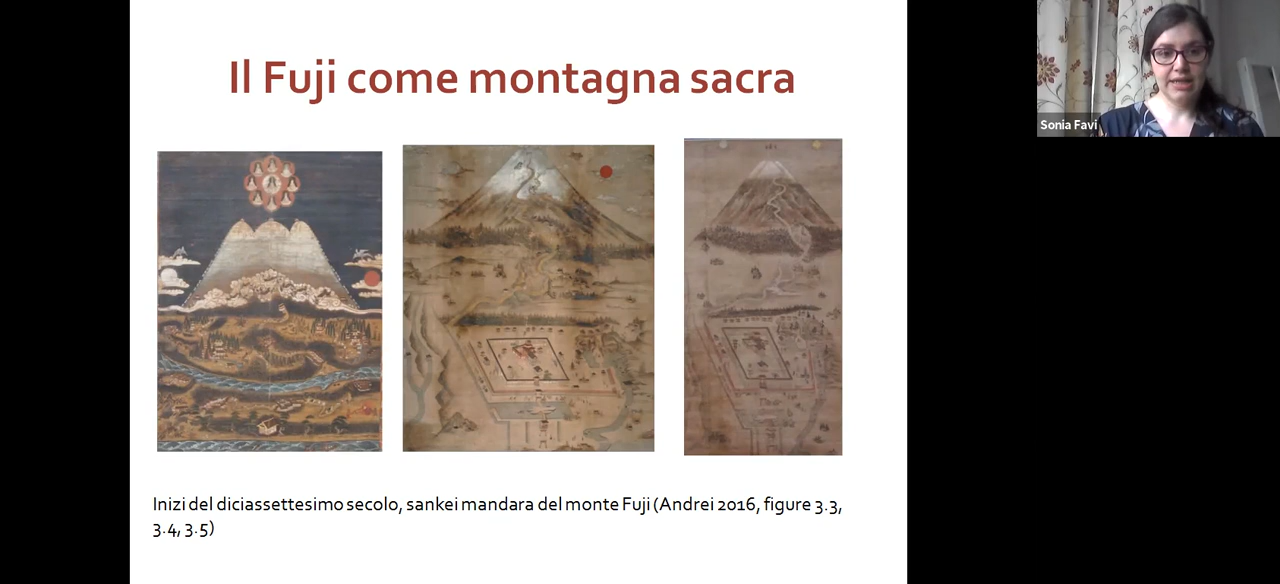 Il Fuji come montagna sacra
Sonia Favi
Inizi del diciassettesimo secolo, sankei mandara del monte Fuji (Andrei 2016, figure 3.3,
3.4, 3.5)